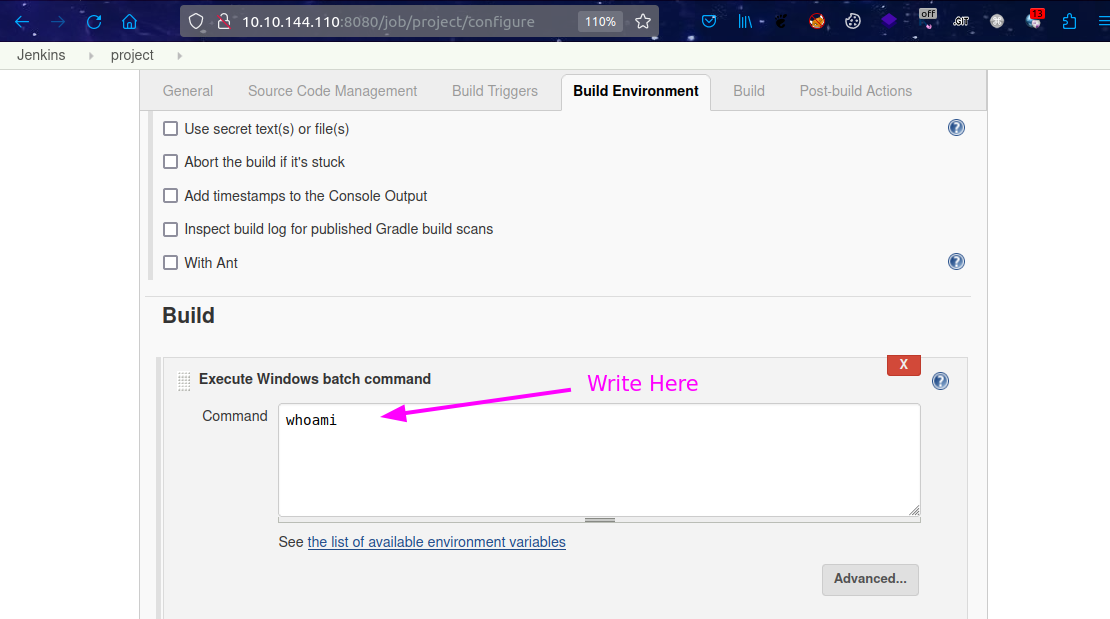 10.10.144.110:8080/job/project/configure 110% off 13
Jenkins project
General Source Code Management Build Triggers Build Environment Build Post-build Actions
Use secret text(s) or file(s)
Abort the build if it's stuck
Add timestamps to the Console Output
Inspect build log for published Gradle build scans
With Ant
Build
X
Execute Windows batch command
Write Here
Command
whoami
See the list of available environment variables
Advanced...